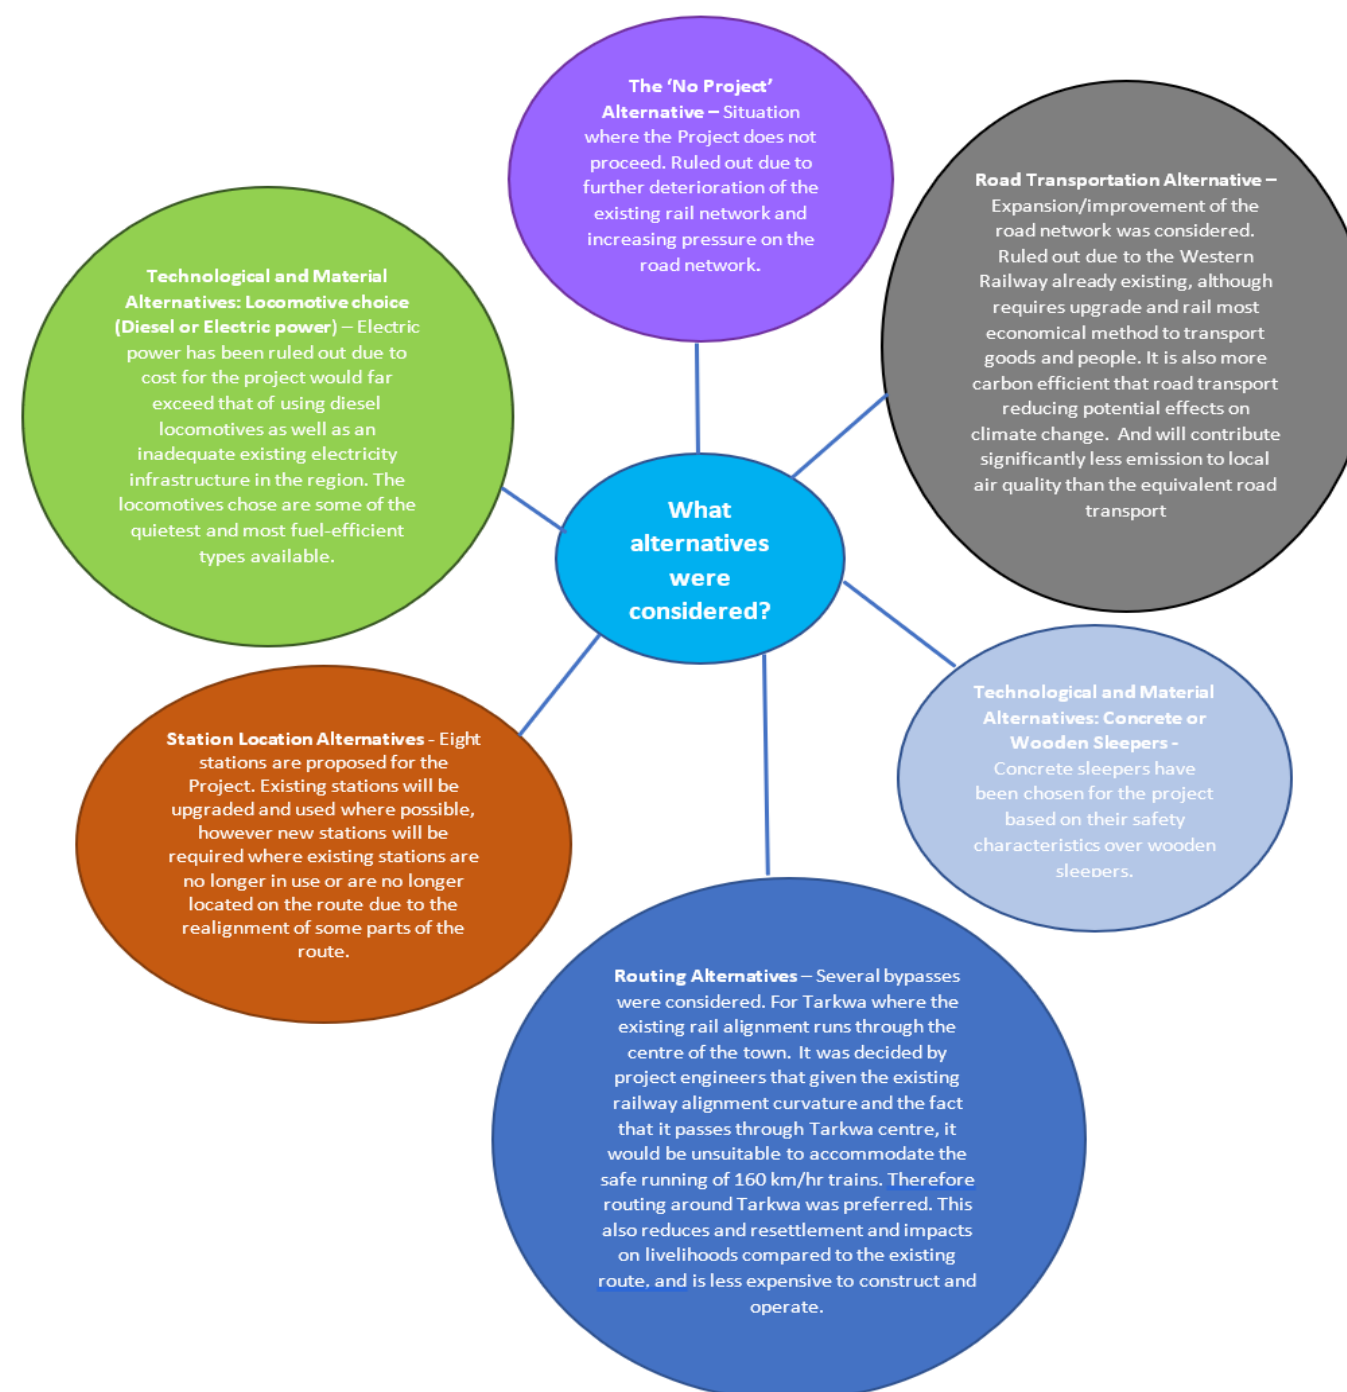 The ‘No Project’
Alternative – Situation
where the Project does not
proceed. Ruled out due to
further deterioration of the
existing rail network and
increasing pressure on the
road network.
Road Transportation Alternative –
Expansion/improvement of the
road network was considered.
Ruled out due to the Western
Railway already existing, although
requires upgrade and rail most
economical method to transport
goods and people. It is also more
carbon efficient that road transport
reducing potential effects on
climate change.  And will contribute
significantly less emission to local
air quality than the equivalent road
transport
Technological and Material
Alternatives: Locomotive choice
(Diesel or Electric power) – Electric
power has been ruled out due to
cost for the project would far
exceed that of using diesel
locomotives as well as an
inadequate existing electricity
infrastructure in the region. The
locomotives chose are some of the
quietest and most fuel-efficient
types available.
What
alternatives
were
considered?
Technological and Material
Alternatives: Concrete or
Wooden Sleepers -
Concrete sleepers have
been chosen for the project
based on their safety
characteristics over wooden
sleepers.
Station Location Alternatives - Eight
stations are proposed for the
Project. Existing stations will be
upgraded and used where possible,
however new stations will be
required where existing stations are
no longer in use or are no longer
located on the route due to the
realignment of some parts of the
route.
Routing Alternatives – Several bypasses
were considered. For Tarkwa where the
existing rail alignment runs through the
centre of the town.  It was decided by
project engineers that given the existing
railway alignment curvature and the fact
that it passes through Tarkwa centre, it
would be unsuitable to accommodate the
safe running of 160 km/hr trains. Therefore
routing around Tarkwa was preferred. This
also reduces and resettlement and impacts
on livelihoods compared to the existing
route, and is less expensive to construct and
operate.